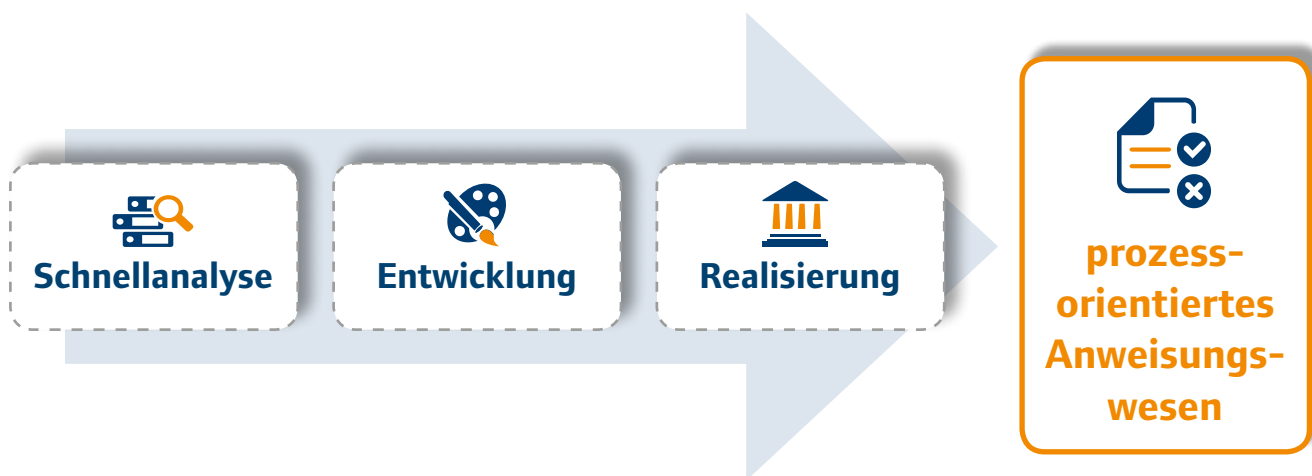 Schnellanalyse
Entwicklung
Realisierung
prozess-
orientiertes
Anweisungs-
wesen